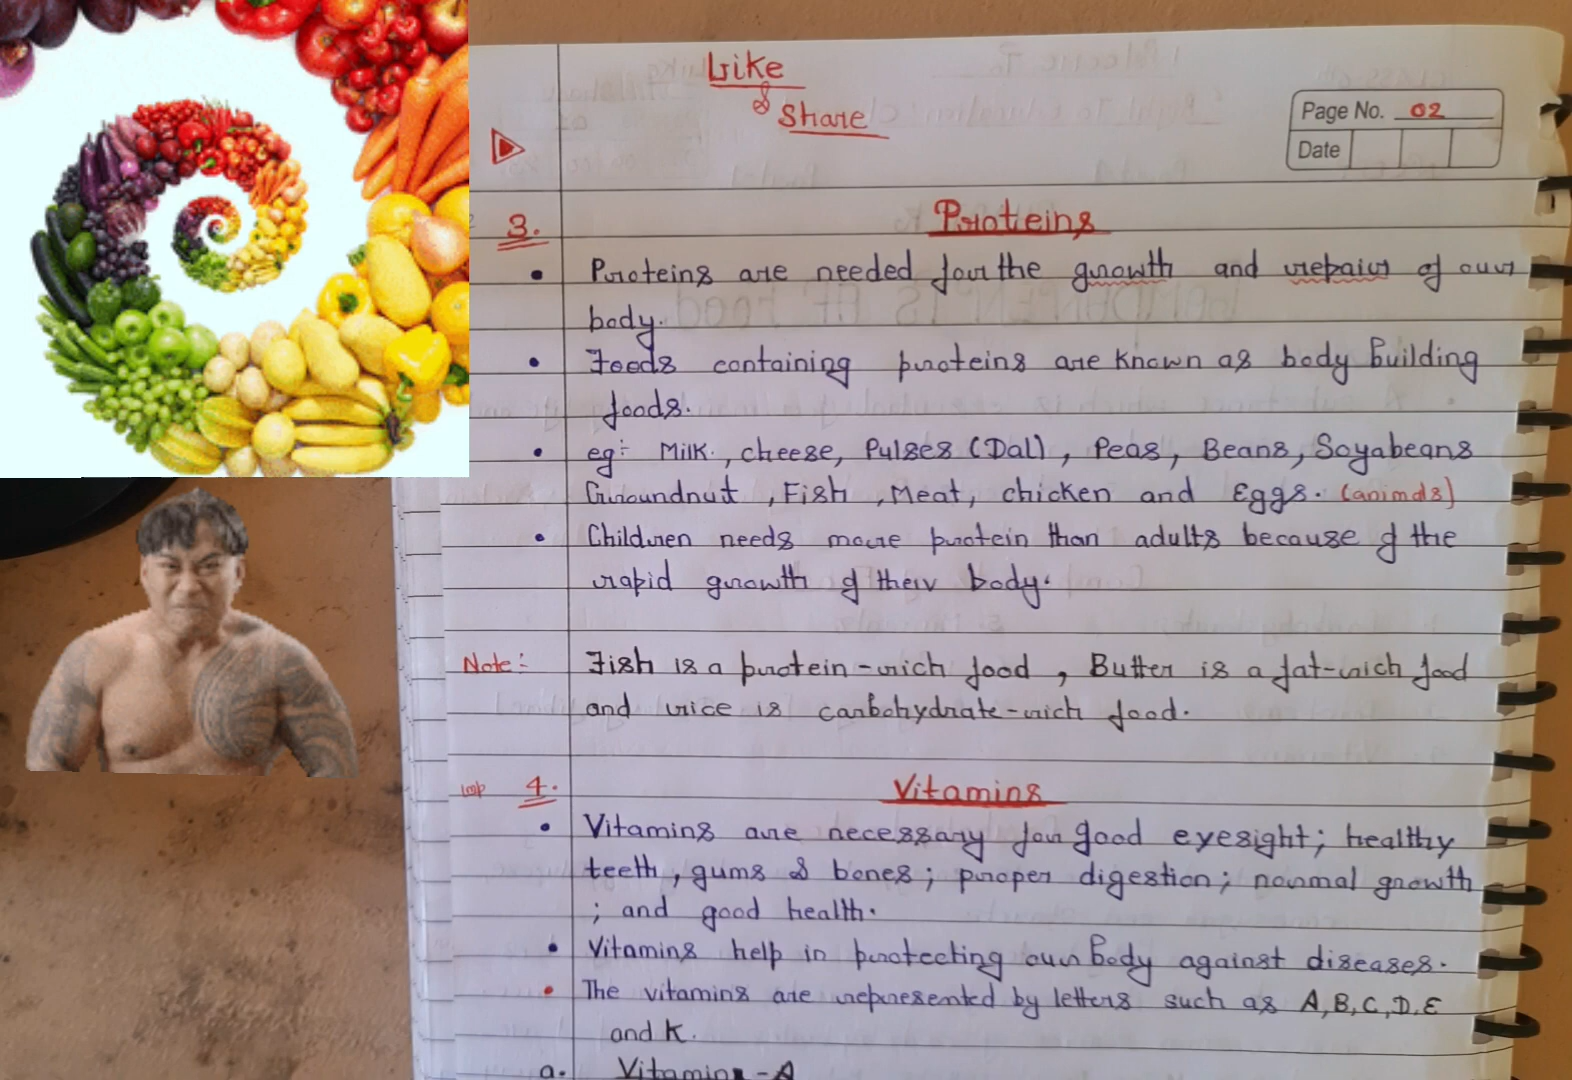 Like
& Share
Page No. 02
Date
3. Proteins
• Proteins are needed for the growth and repair of our
body.
• Foods containing proteins are known as body building
foods.
• eg:- Milk, cheese, Pulses (Dal), Peas, Beans, Soyabeans
Groundnut, Fish, Meat, chicken and Eggs. (animals)
• Children needs more protein than adults because of the
rapid growth of their body.
Note:- Fish is a protein-rich food, Butter is a fat-rich food
and rice is carbohydrate-rich food.
Imp 4. Vitamins
• Vitamins are necessary for good eyesight; healthy
teeth, gums & bones; proper digestion; normal growth
; and good health.
• Vitamins help in protecting our body against diseases.
• The vitamins are represented by letters such as A, B, C, D, E
and K.
a. Vitamins - A